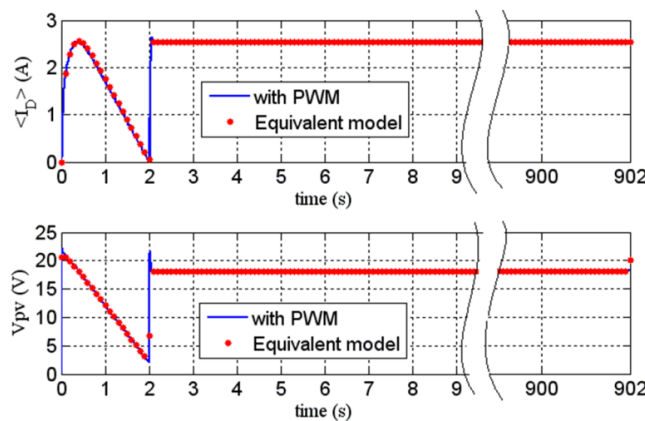 3
2
1
0
<I_D> (A)
with PWM
Equivalent model
0 1 2 3 4 5 6 7 8 9 900 902
time (s)
25
20
15
10
5
0
Vpv (V)
with PWM
Equivalent model
0 1 2 3 4 5 6 7 8 9 900 902
time (s)